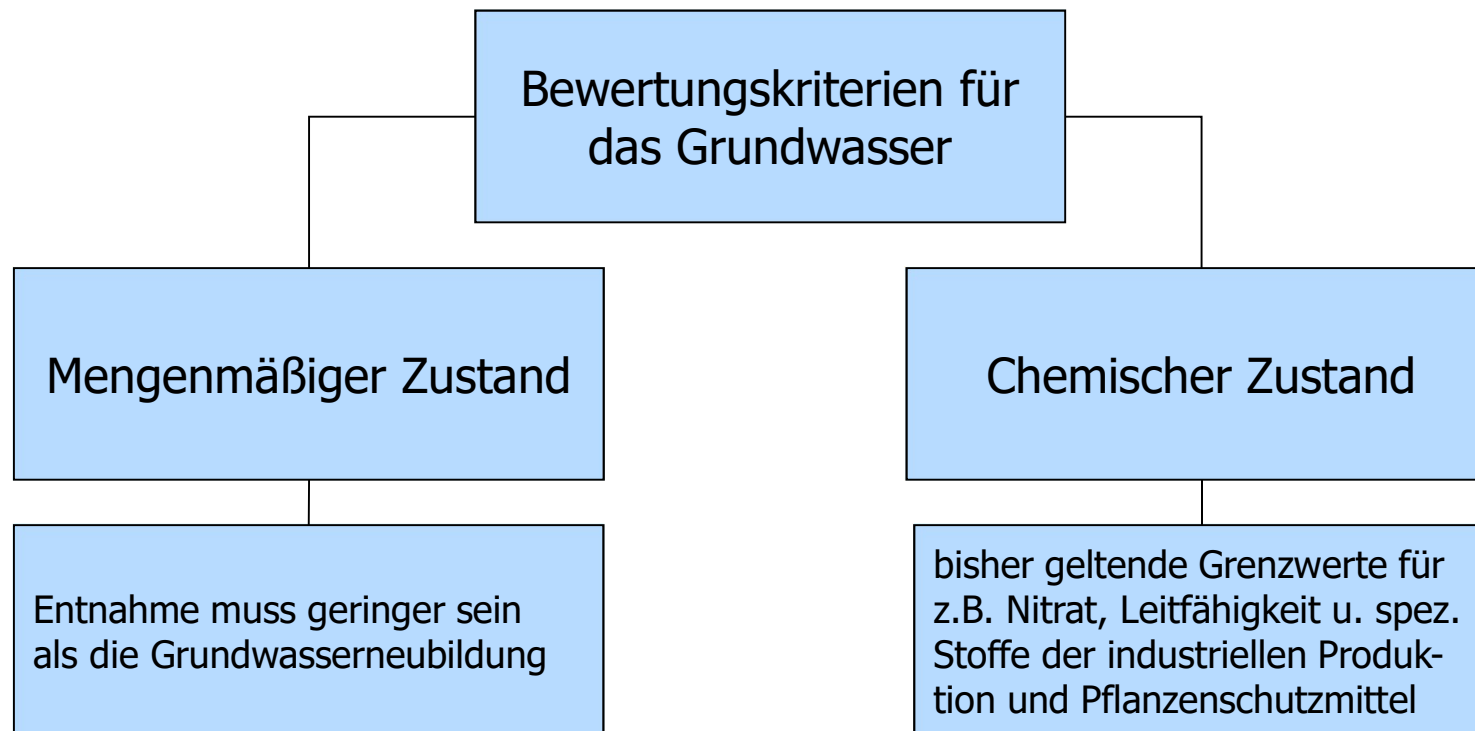 Bewertungskriterien für
das Grundwasser
Mengenmäßiger Zustand
Chemischer Zustand
Entnahme muss geringer sein
als die Grundwasserneubildung
bisher geltende Grenzwerte für
z.B. Nitrat, Leitfähigkeit u. spez.
Stoffe der industriellen Produk-
tion und Pflanzenschutzmittel